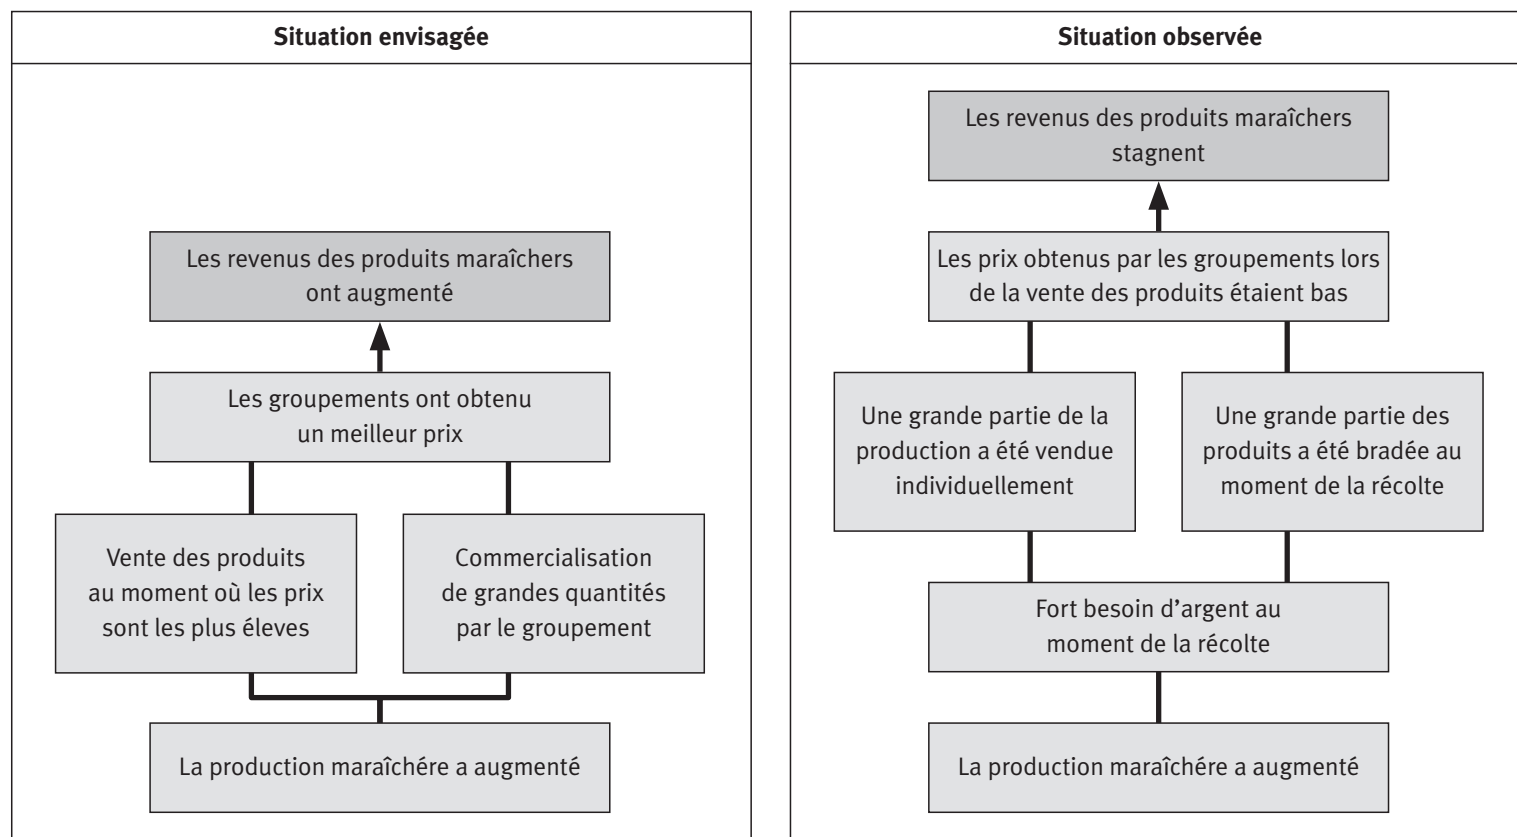 Situation envisagée
Les revenus des produits maraîchers
ont augmenté
Les groupements ont obtenu
un meilleur prix
Vente des produits
au moment où les prix
sont les plus éleves
Commercialisation
de grandes quantités
par le groupement
La production maraîchére a augmenté
Situation observée
Les revenus des produits maraîchers
stagnent
Les prix obtenus par les groupements lors
de la vente des produits étaient bas
Une grande partie de la
production a été vendue
individuellement
Une grande partie des
produits a été bradée au
moment de la récolte
Fort besoin d’argent au
moment de la récolte
La production maraîchére a augmenté